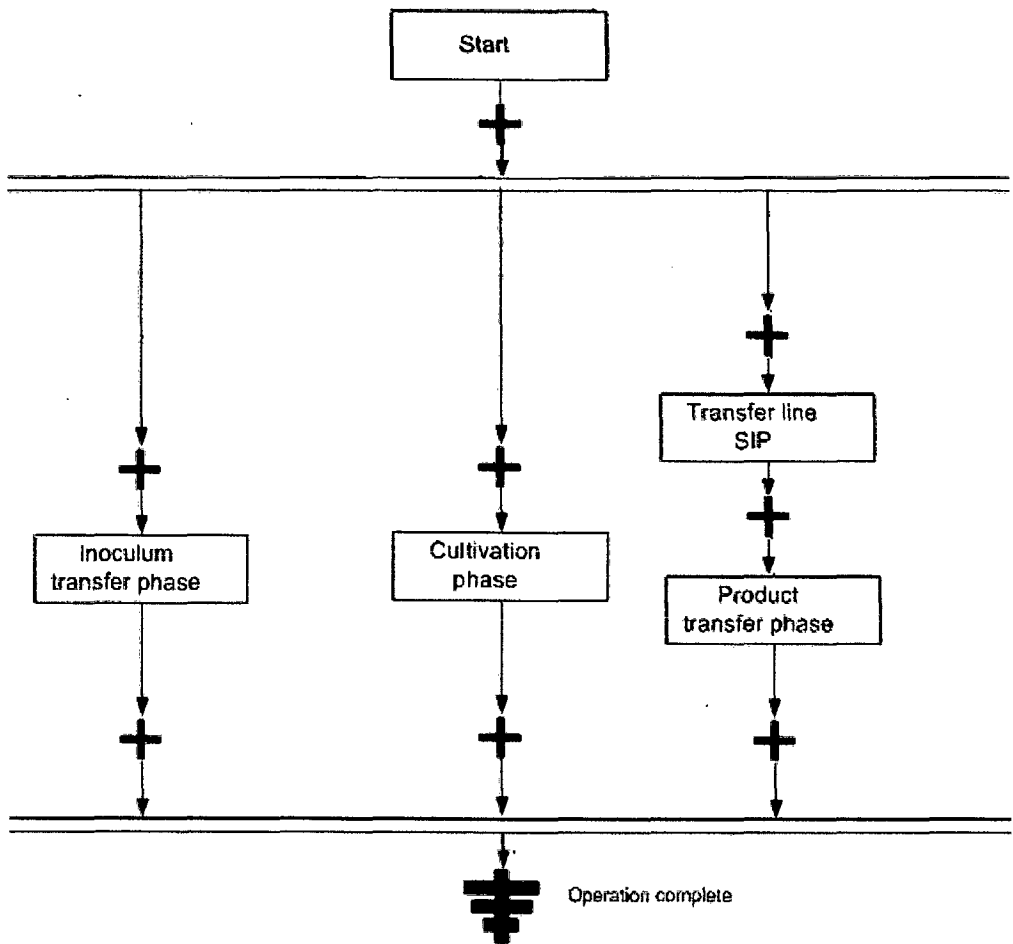 Start
Transfer line
SIP
Inoculum
transfer phase
Cultivation
phase
Product
transfer phase
Operation complete